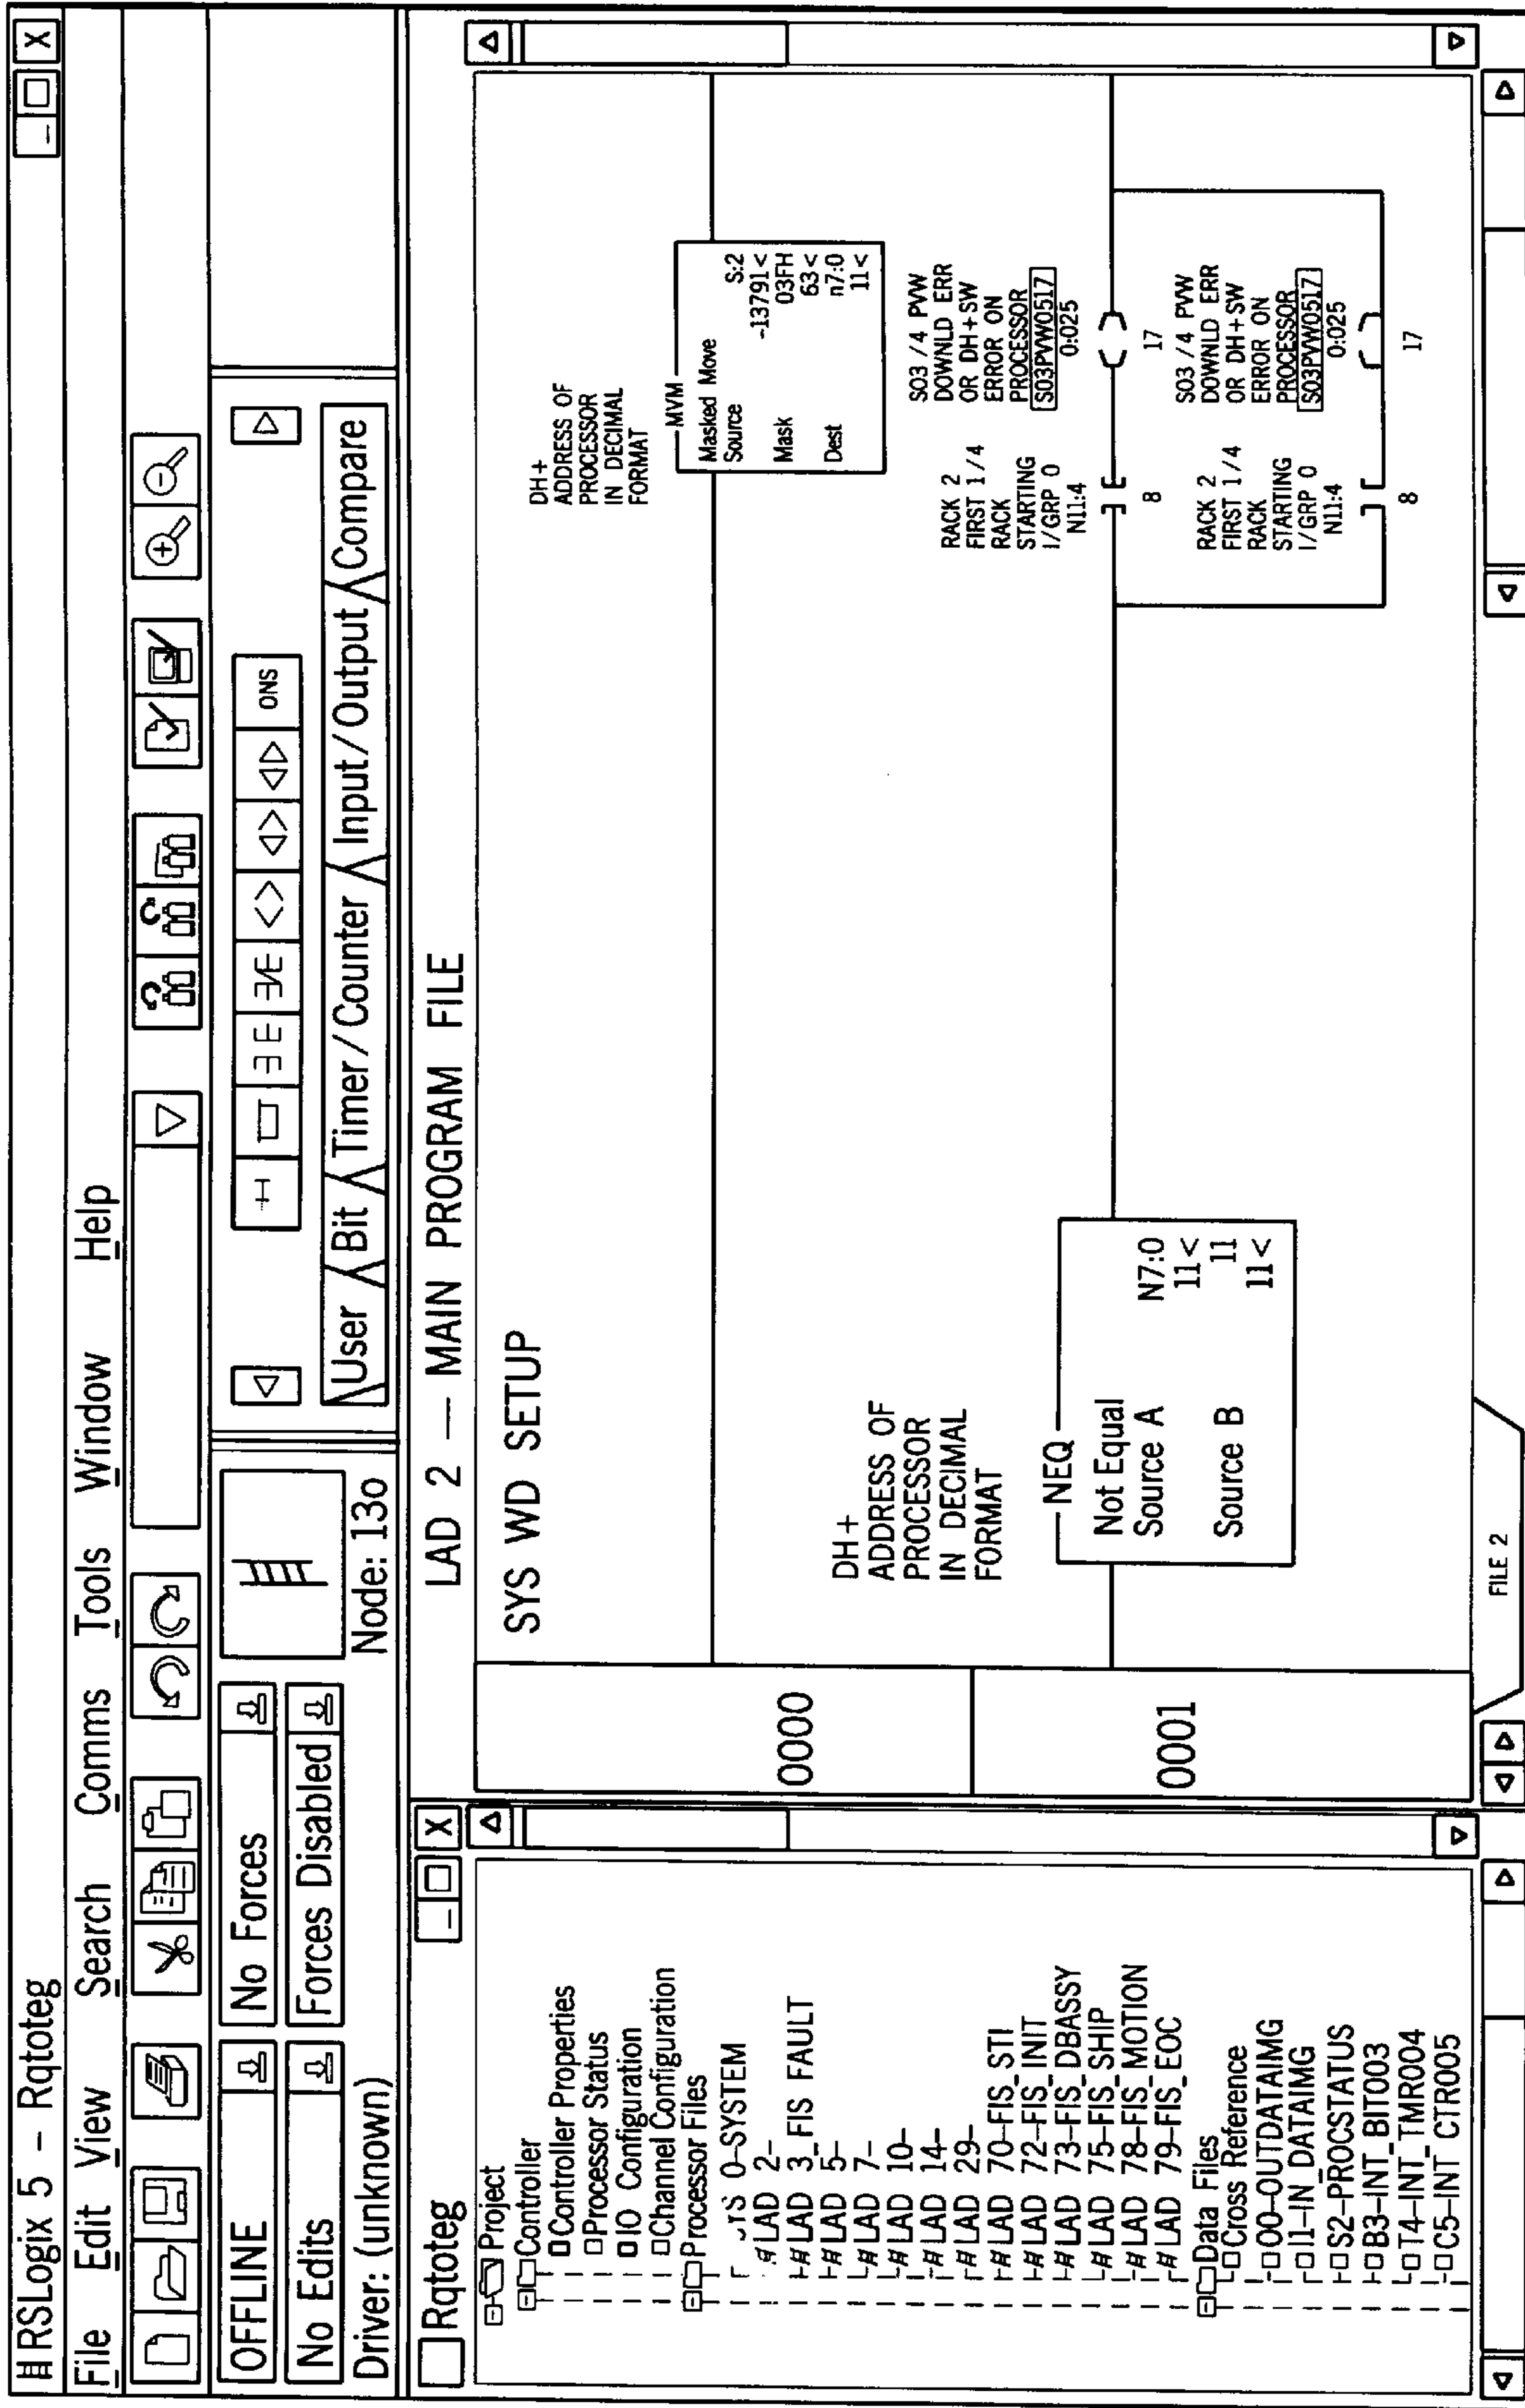 RSLogix 5 - Rqtoteg
File Edit View Search Comms Tools Window Help
OFFLINE
No Forces
No Edits
Forces Disabled
Driver: (unknown)
Node: 13o
ONS
User
Bit
Timer/Counter
Input/Output
Compare
Rqtoteg
Project
Controller
Controller Properties
Processor Status
IO Configuration
Channel Configuration
Processor Files
SYS 0-SYSTEM
LAD 2-
LAD 3_FIS FAULT
LAD 5-
LAD 7-
LAD 10-
LAD 14-
LAD 29-
LAD 70-FIS_STI
LAD 72-FIS_INIT
LAD 73-FIS_DBASSY
LAD 75-FIS_SHIP
LAD 78-FIS_MOTION
LAD 79-FIS_EOC
Data Files
Cross Reference
O0-OUTDATAIMG
I1-IN_DATAIMG
S2-PROCSTATUS
B3-INT_BIT003
T4-INT_TMR004
C5-INT_CTR005
LAD 2 — MAIN PROGRAM FILE
SYS WD SETUP
0000
DH+
ADDRESS OF
PROCESSOR
IN DECIMAL
FORMAT
MVM
Masked Move
Source S:2
-13791<
Mask 03FH
63<
Dest n7:0
11<
0001
DH+
ADDRESS OF
PROCESSOR
IN DECIMAL
FORMAT
NEQ
Not Equal
Source A N7:0
11<
Source B 11
11<
RACK 2
FIRST 1/4
RACK
STARTING
I/GRP 0
N11:4
8
S03/4 PVW
DOWNLD ERR
OR DH+SW
ERROR ON
PROCESSOR
S03PVW0517
0:025
17
RACK 2
FIRST 1/4
RACK
STARTING
I/GRP 0
N11:4
8
S03/4 PVW
DOWNLD ERR
OR DH+SW
ERROR ON
PROCESSOR
S03PVW0517
0:025
17
FILE 2